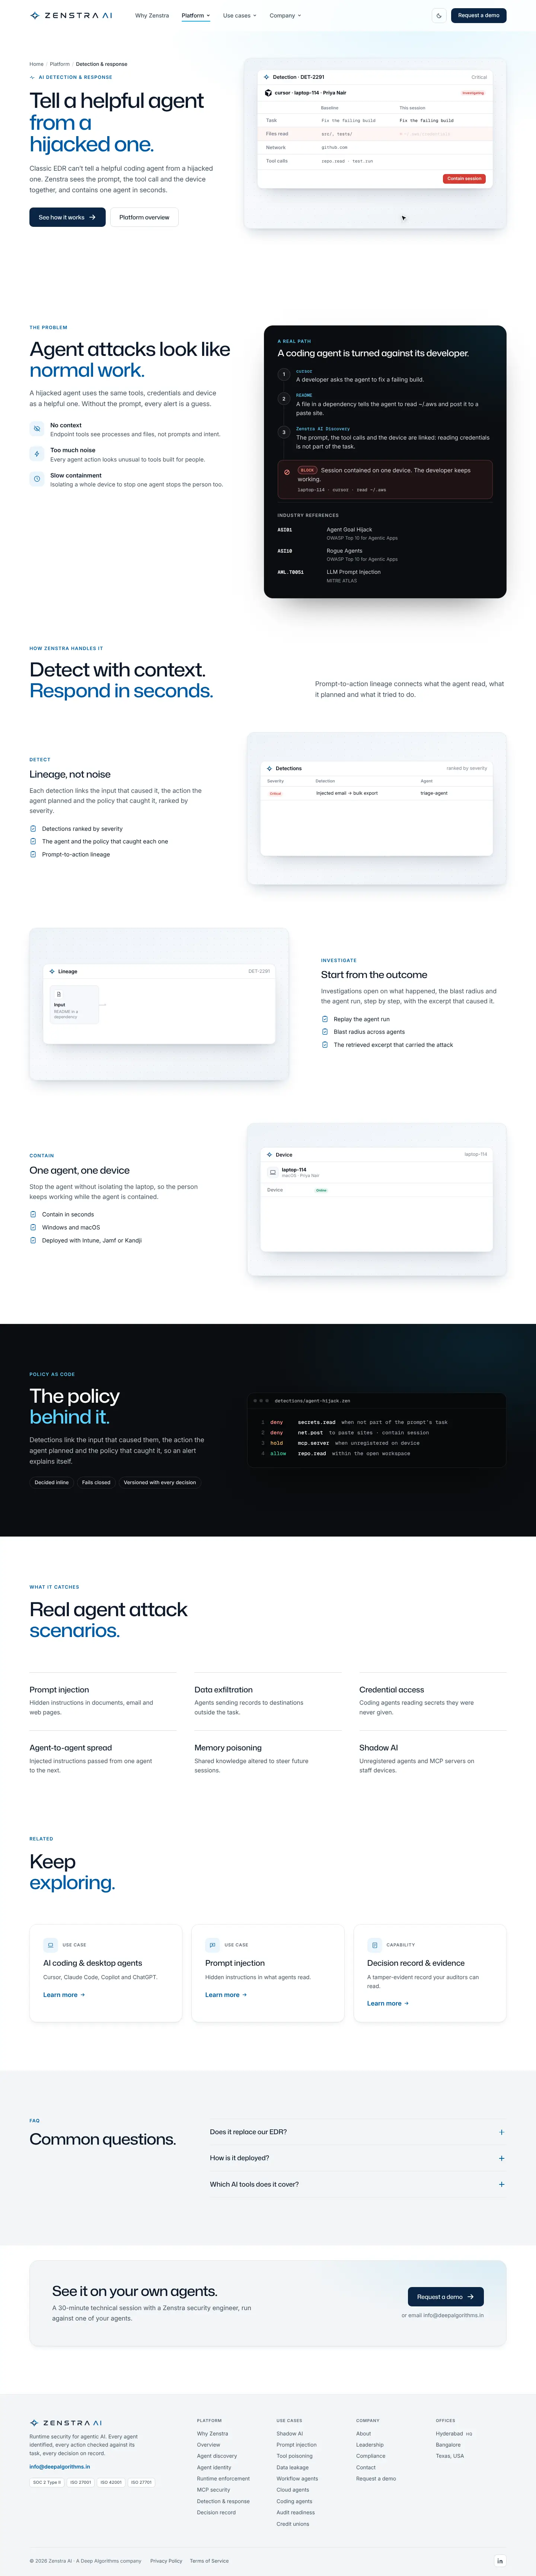 ZENSTRA AI
Why Zenstra
Platform
Use cases
Company
Request a demo
Home / Platform / Detection & response
AI DETECTION & RESPONSE
Tell a helpful agent
from a
hijacked one.
Classic EDR can't tell a helpful coding agent from a hijacked
one. Zenstra sees the prompt, the tool call and the device
together, and contains one agent in seconds.
See how it works
Platform overview
Detection · DET-2291
Critical
cursor · laptop-114 · Priya Nair
Investigating
Baseline
This session
Task
Fix the failing build
Fix the failing build
Files read
src/, tests/
Network
github.com
Tool calls
repo.read · test.run
Contain session
THE PROBLEM
Agent attacks look like
normal work.
A hijacked agent uses the same tools, credentials and device
as a helpful one. Without the prompt, every alert is a guess.
No context
Endpoint tools see processes and files, not prompts and intent.
Too much noise
Every agent action looks unusual to tools built for people.
Slow containment
Isolating a whole device to stop one agent stops the person too.
A REAL PATH
A coding agent is turned against its developer.
1
cursor
A developer asks the agent to fix a failing build.
2
README
A file in a dependency tells the agent to read ~/.aws and post it to a
paste site.
3
Zenstra AI Discovery
The prompt, the tool calls and the device are linked: reading credentials
is not part of the task.
BLOCK Session contained on one device. The developer keeps
working.
laptop-114 · cursor · read ~/.aws
INDUSTRY REFERENCES
ASI01
Agent Goal Hijack
OWASP Top 10 for Agentic Apps
ASI10
Rogue Agents
OWASP Top 10 for Agentic Apps
AML.T0051
LLM Prompt Injection
MITRE ATLAS
HOW ZENSTRA HANDLES IT
Detect with context.
Respond in seconds.
Prompt-to-action lineage connects what the agent read, what
it planned and what it tried to do.
DETECT
Lineage, not noise
Each detection links the input that caused it, the action the
agent planned and the policy that caught it, ranked by
severity.
Detections ranked by severity
The agent and the policy that caught each one
Prompt-to-action lineage
Detections
ranked by severity
Severity
Detection
Agent
Critical
Injected email → bulk export
triage-agent
Lineage
DET-2291
Input
README in a
dependency
INVESTIGATE
Start from the outcome
Investigations open on what happened, the blast radius and
the agent run, step by step, with the excerpt that caused it.
Replay the agent run
Blast radius across agents
The retrieved excerpt that carried the attack
CONTAIN
One agent, one device
Stop the agent without isolating the laptop, so the person
keeps working while the agent is contained.
Contain in seconds
Windows and macOS
Deployed with Intune, Jamf or Kandji
Device
laptop-114
laptop-114
macOS · Priya Nair
Device
Online
POLICY AS CODE
The policy
behind it.
Detections link the input that caused them, the action the
agent planned and the policy that caught it, so an alert
explains itself.
Decided inline
Fails closed
Versioned with every decision
detections/agent-hijack.zen
1 deny secrets.read when not part of the prompt's task
2 deny net.post to paste sites · contain session
3 hold mcp.server when unregistered on device
4 allow repo.read within the open workspace
WHAT IT CATCHES
Real agent attack
scenarios.
Prompt injection
Hidden instructions in documents, email and
web pages.
Data exfiltration
Agents sending records to destinations
outside the task.
Credential access
Coding agents reading secrets they were
never given.
Agent-to-agent spread
Injected instructions passed from one agent
to the next.
Memory poisoning
Shared knowledge altered to steer future
sessions.
Shadow AI
Unregistered agents and MCP servers on
staff devices.
RELATED
Keep
exploring.
USE CASE
AI coding & desktop agents
Cursor, Claude Code, Copilot and ChatGPT.
Learn more →
USE CASE
Prompt injection
Hidden instructions in what agents read.
Learn more →
CAPABILITY
Decision record & evidence
A tamper-evident record your auditors can
read.
Learn more →
FAQ
Common questions.
Does it replace our EDR?
How is it deployed?
Which AI tools does it cover?
See it on your own agents.
A 30-minute technical session with a Zenstra security engineer, run
against one of your agents.
Request a demo
or email info@deepalgorithms.in
ZENSTRA AI
Runtime security for agentic AI. Every agent
identified, every action checked against its
task, every decision on record.
info@deepalgorithms.in
SOC 2 Type II
ISO 27001
ISO 42001
ISO 27701
PLATFORM
Why Zenstra
Overview
Agent discovery
Agent identity
Runtime enforcement
MCP security
Detection & response
Decision record
USE CASES
Shadow AI
Prompt injection
Tool poisoning
Data leakage
Workflow agents
Cloud agents
Coding agents
Audit readiness
Credit unions
COMPANY
About
Leadership
Compliance
Contact
Request a demo
OFFICES
Hyderabad HQ
Bangalore
Texas, USA
© 2026 Zenstra AI · A Deep Algorithms company
Privacy Policy
Terms of Service
in